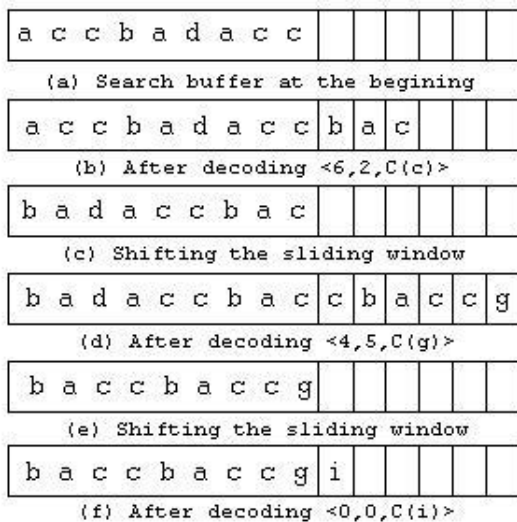 a c c b a d a c c
(a) Search buffer at the begining
a c c b a d a c c b a c
(b) After decoding <6,2,C(c)>
b a d a c c b a c
(c) Shifting the sliding window
b a d a c c b a c c b a c c g
(d) After decoding <4,5,C(g)>
b a c c b a c c g
(e) Shifting the sliding window
b a c c b a c c g i
(f) After decoding <0,0,C(i)>